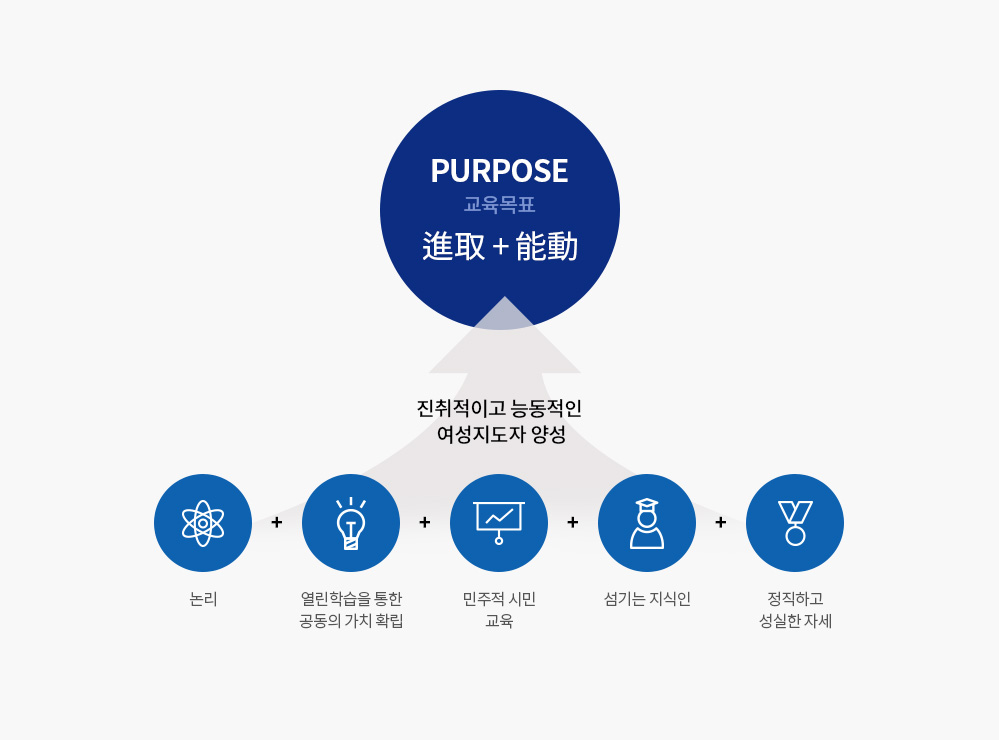 PURPOSE
교육목표
進取 + 能動
진취적이고 능동적인
여성지도자 양성
+ + + +
논리
열린학습을 통한
공동의 가치 확립
민주적 시민
교육
섬기는 지식인
정직하고
성실한 자세